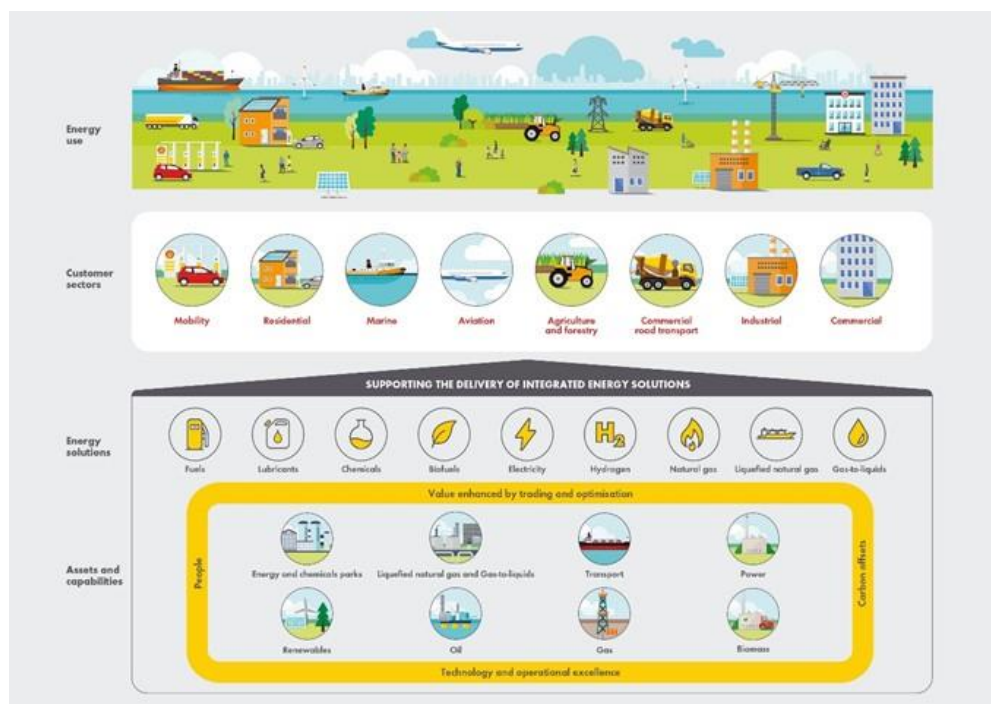 Energy
use
Customer
sectors
Mobility
Residential
Marine
Aviation
Agriculture
and forestry
Commercial
road transport
Industrial
Commercial
SUPPORTING THE DELIVERY OF INTEGRATED ENERGY SOLUTIONS
Energy
solutions
H2
Fuels
Lubricants
Chemicals
Biofuels
Electricity
Hydrogen
Natural gas
Liquefied natural gas
Gas-to-liquids
Value enhanced by trading and optimisation
Assets and
capabilities
People
Carbon offsets
Energy and chemicals parks
Liquefied natural gas and Gas-to-liquids
Transport
Power
Renewables
Oil
Gas
Biomass
Technology and operational excellence